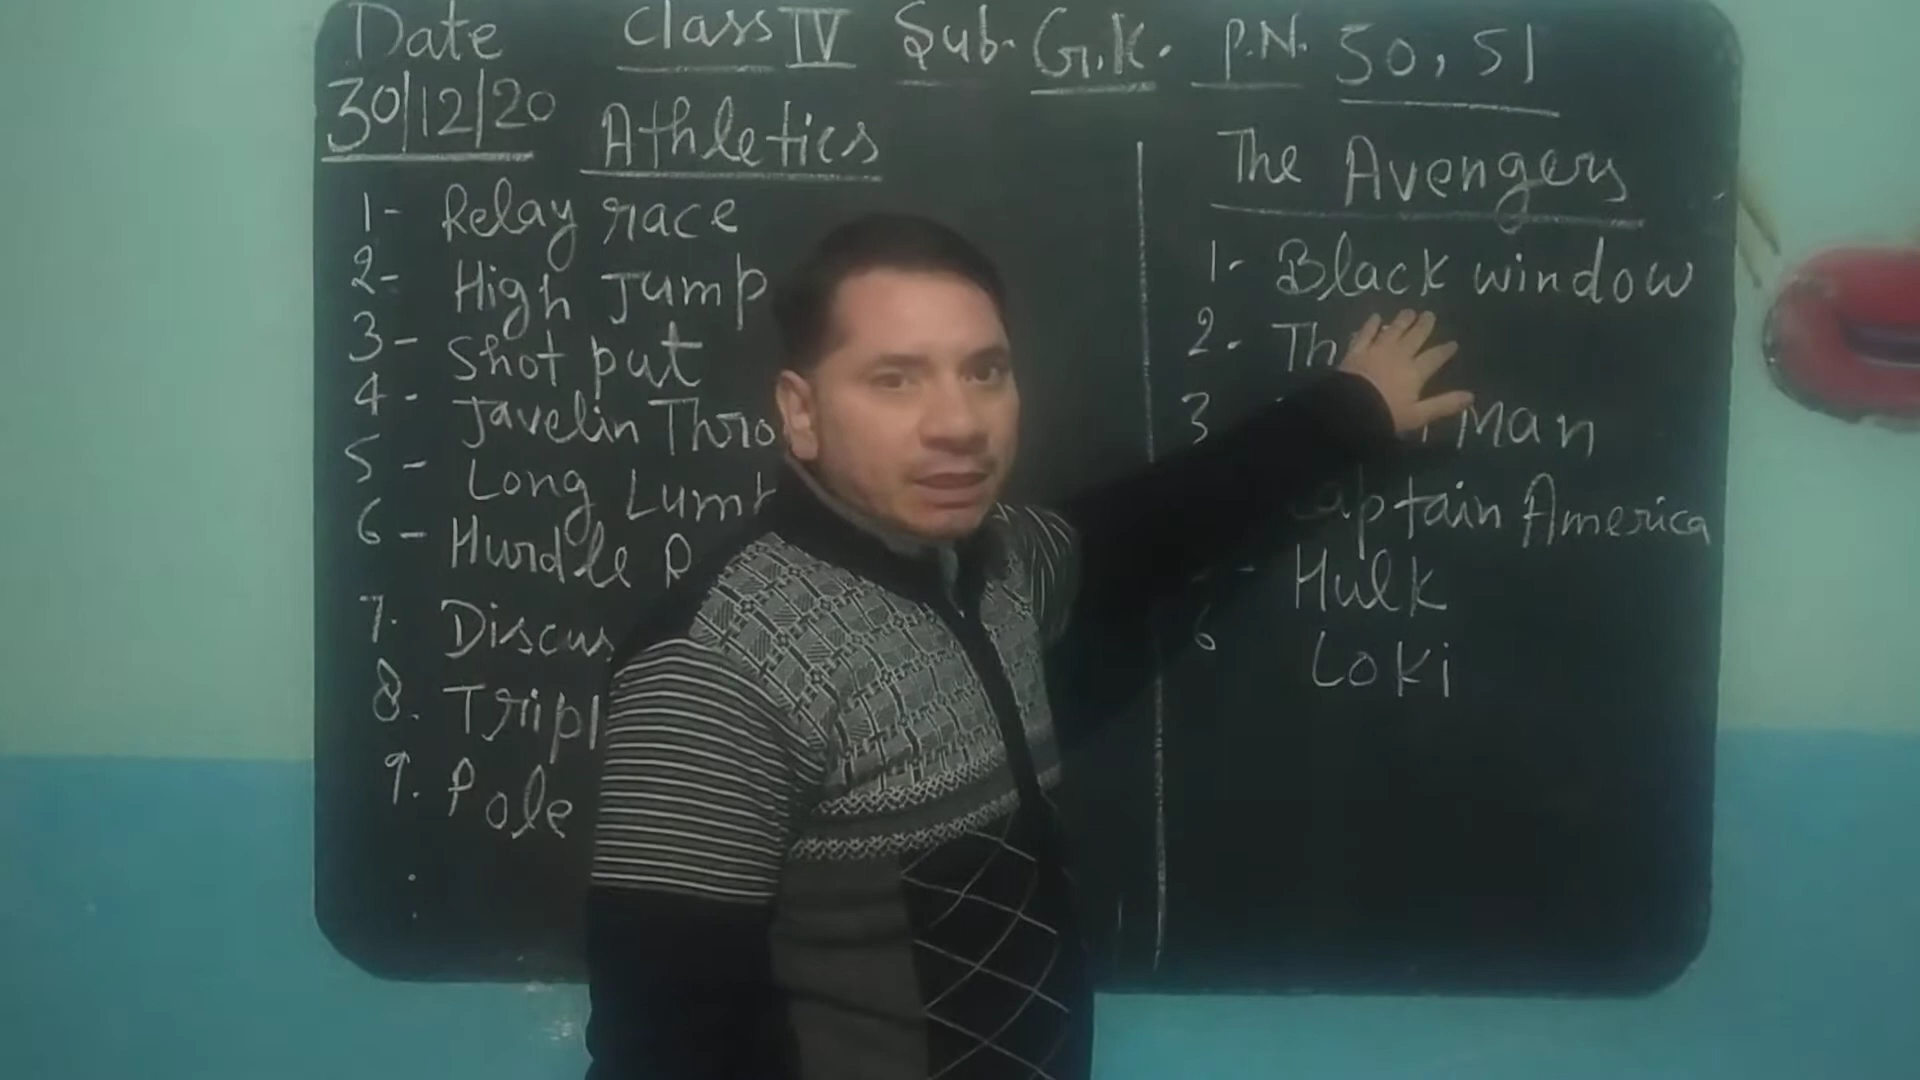 Date Class IV Sub. G.K. P.N. 50, 51
30/12/20
Athletics
1- Relay race
2- High Jump
3- Shot put
4- Javelin Thro
5 - Long Lum
6 - Hurdle R
7. Discus
8. Tripl
9. Pole
The Avengers
1- Black window
2- Th
3 Man
Captain America
Hulk
6 Loki